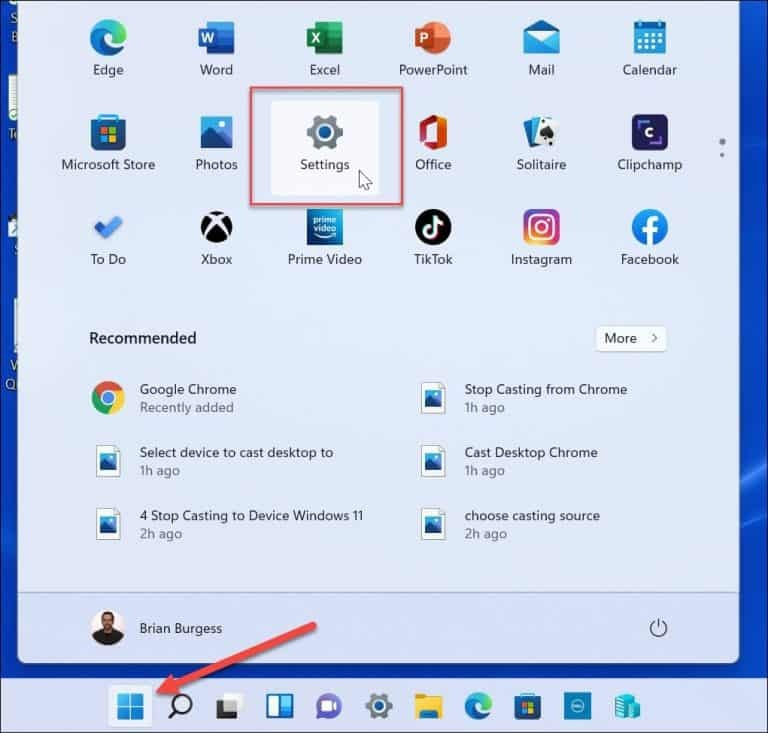 Edge
Word
Excel
PowerPoint
Mail
Calendar
Microsoft Store
Photos
Settings
Office
Solitaire
Clipchamp
To Do
Xbox
prime video
Prime Video
TikTok
Instagram
Facebook
Recommended
More
Google Chrome
Recently added
Stop Casting from Chrome
1h ago
Select device to cast desktop to
1h ago
Cast Desktop Chrome
1h ago
4 Stop Casting to Device Windows 11
2h ago
choose casting source
2h ago
Brian Burgess